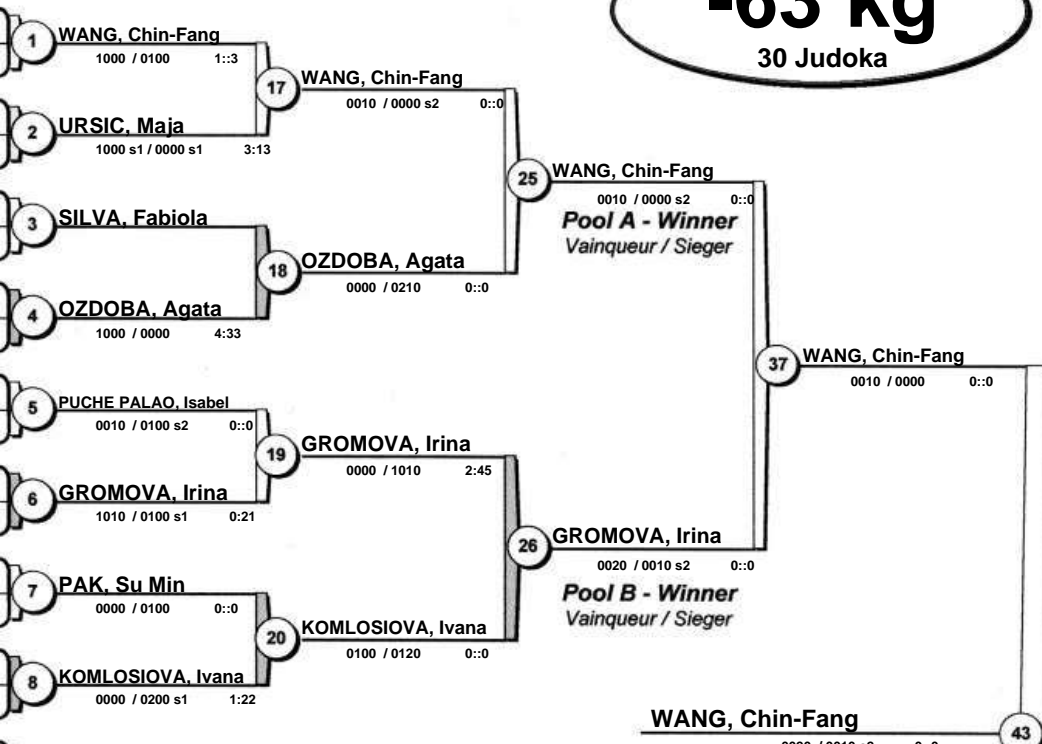 -63 kg
30 Judoka
1 WANG, Chin-Fang
1000 / 0100 1::3
17 WANG, Chin-Fang
0010 / 0000 s2 0::0
2 URSIC, Maja
1000 s1 / 0000 s1 3:13
25 WANG, Chin-Fang
0010 / 0000 s2 0::0
Pool A - Winner
Vainqueur / Sieger
3 SILVA, Fabiola
18 OZDOBA, Agata
0000 / 0210 0::0
4 OZDOBA, Agata
1000 / 0000 4:33
37 WANG, Chin-Fang
0010 / 0000 0::0
5 PUCHE PALAO, Isabel
0010 / 0100 s2 0::0
19 GROMOVA, Irina
0000 / 1010 2:45
6 GROMOVA, Irina
1010 / 0100 s1 0:21
26 GROMOVA, Irina
0020 / 0010 s2 0::0
Pool B - Winner
Vainqueur / Sieger
7 PAK, Su Min
0000 / 0100 0::0
20 KOMLOSIOVA, Ivana
0100 / 0120 0::0
8 KOMLOSIOVA, Ivana
0000 / 0200 s1 1:22
WANG, Chin-Fang
43